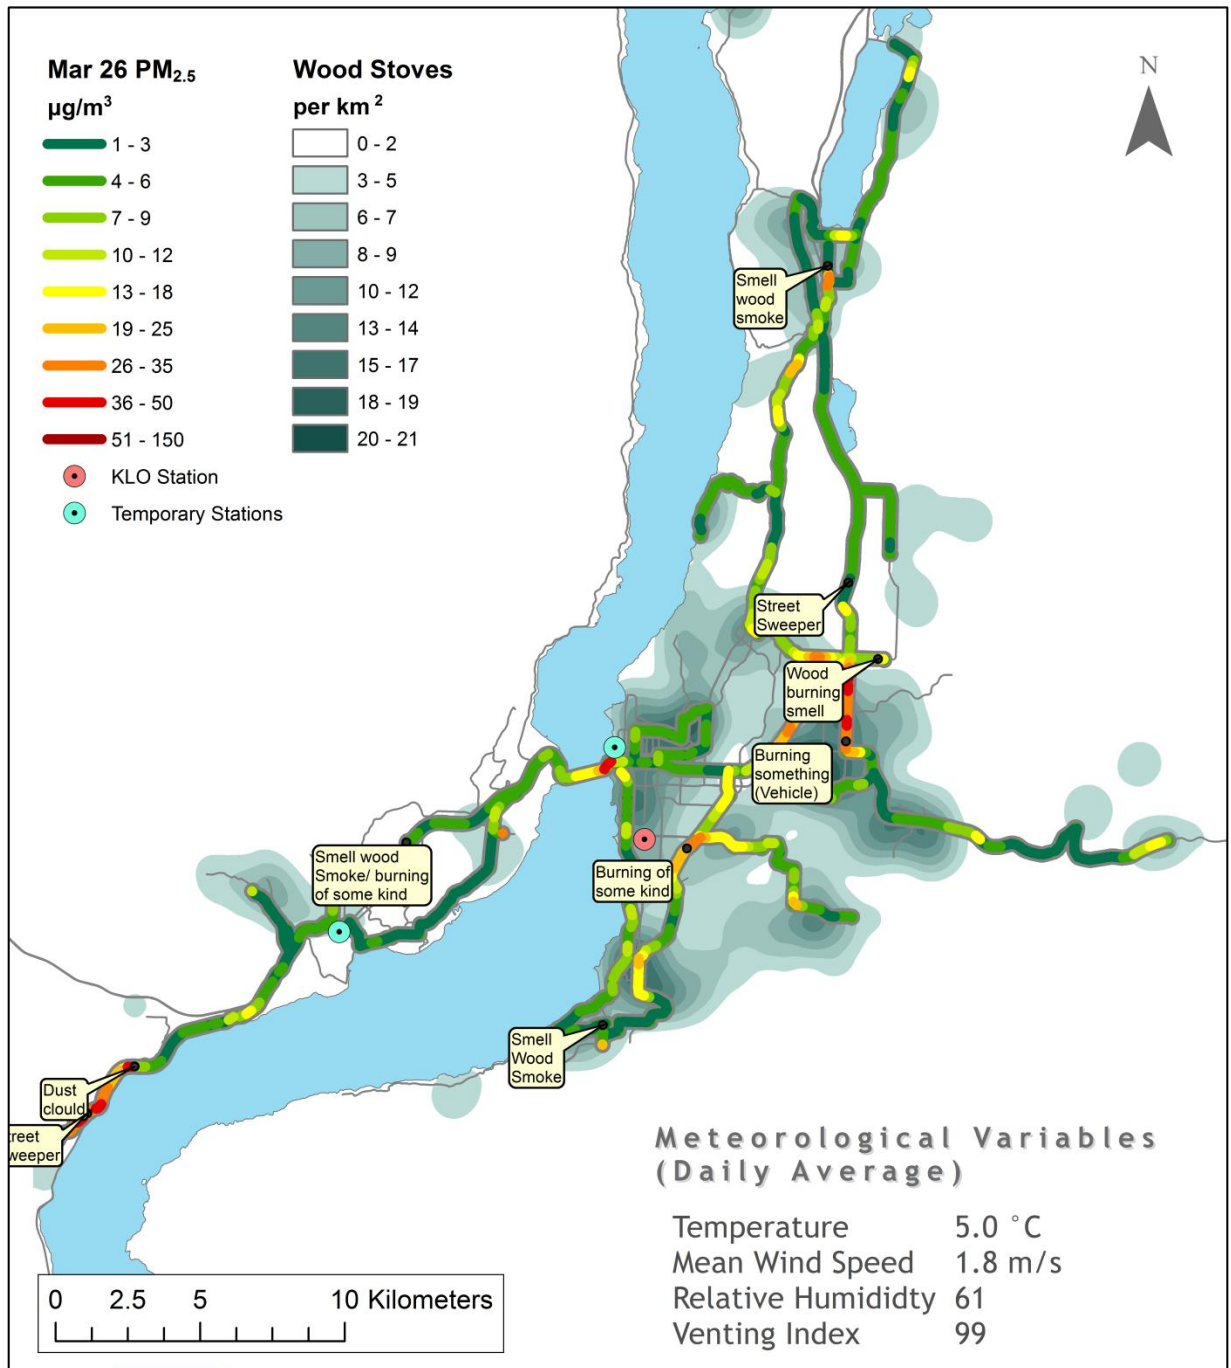 Mar 26 PM2.5
µg/m3
1 - 3
4 - 6
7 - 9
10 - 12
13 - 18
19 - 25
26 - 35
36 - 50
51 - 150
KLO Station
Temporary Stations
Wood Stoves
per km 2
0 - 2
3 - 5
6 - 7
8 - 9
10 - 12
13 - 14
15 - 17
18 - 19
20 - 21
N
Smell
wood
smoke
Street
Sweeper
Wood
burning
smell
Burning
something
(Vehicle)
Smell wood
Smoke/ burning
of some kind
Burning of
some kind
Smell
Wood
Smoke
Dust
clould
treet
weeper
Meteorological Variables
(Daily Average)
Temperature 5.0 °C
Mean Wind Speed 1.8 m/s
Relative Humididty 61
Venting Index 99
0 2.5 5 10 Kilometers